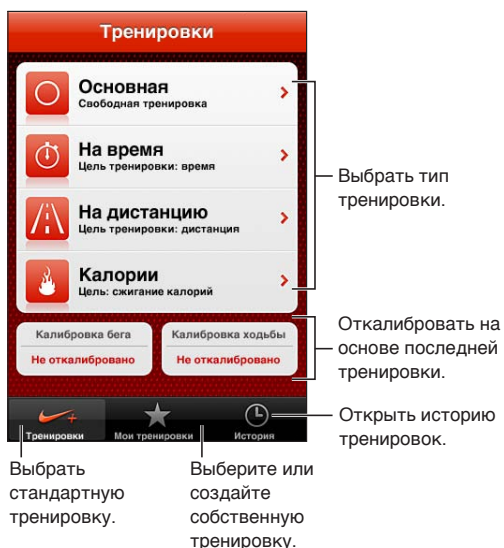 Тренировки
Основная
Свободная тренировка
На время
Цель тренировки: время
На дистанцию
Цель тренировки: дистанция
Калории
Цель: сжигание калорий
Выбрать тип
тренировки.
Калибровка бега
Не откалибровано
Калибровка ходьбы
Не откалибровано
Откалибровать на
основе последней
тренировки.
Тренировки
Мои тренировки
История
Открыть историю
тренировок.
Выбрать
стандартную
тренировку.
Выберите или
создайте
собственную
тренировку.